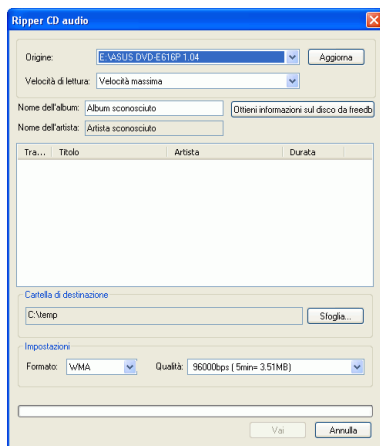 Ripper CD audio
Origine: E:\ASUS DVD-E616P 1.04 Aggiorna
Velocità di lettura: Velocità massima
Nome dell'album: Album sconosciuto Ottieni informazioni sul disco da freedb
Nome dell'artista: Artista sconosciuto
Tra... Titolo Artista Durata
Cartella di destinazione
C:\temp Sfoglia...
Impostazioni
Formato: WMA Qualità: 96000bps ( 5min= 3.51MB)
Vai Annulla